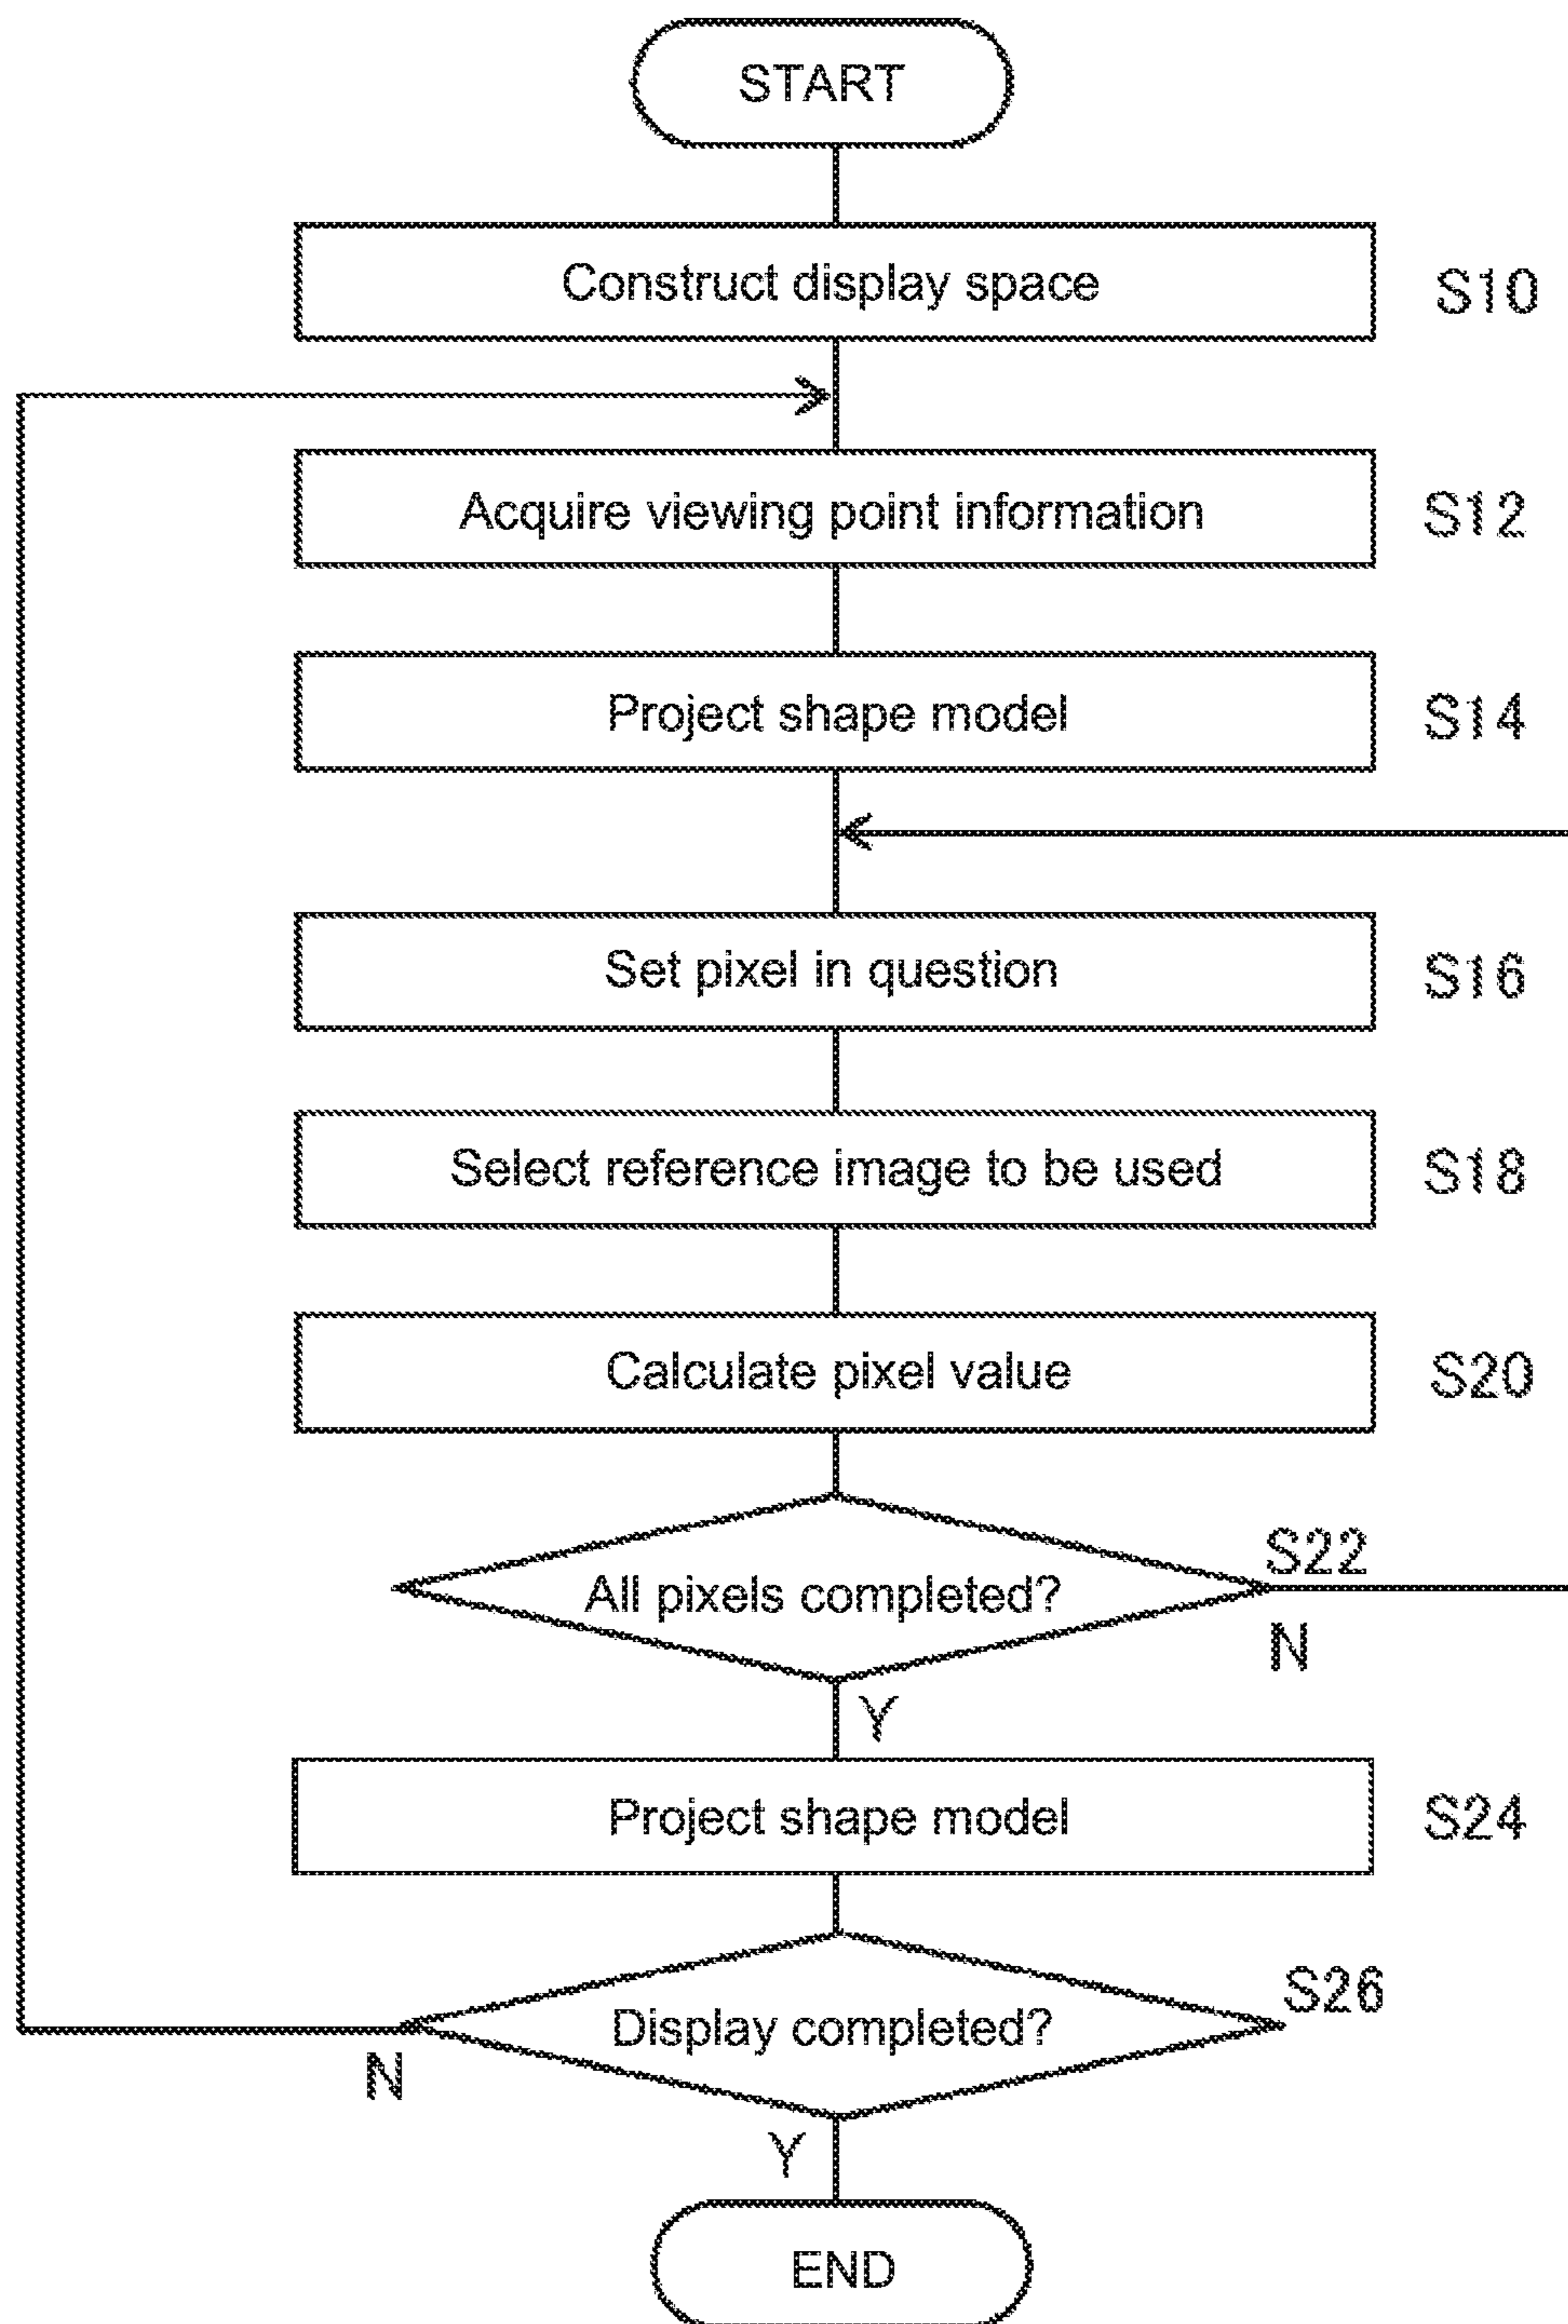 START
Construct display space
S10
Acquire viewing point information
S12
Project shape model
S14
Set pixel in question
S16
Select reference image to be used
S18
Calculate pixel value
S20
All pixels completed?
S22
N
Y
Project shape model
S24
Display completed?
S26
N
Y
END